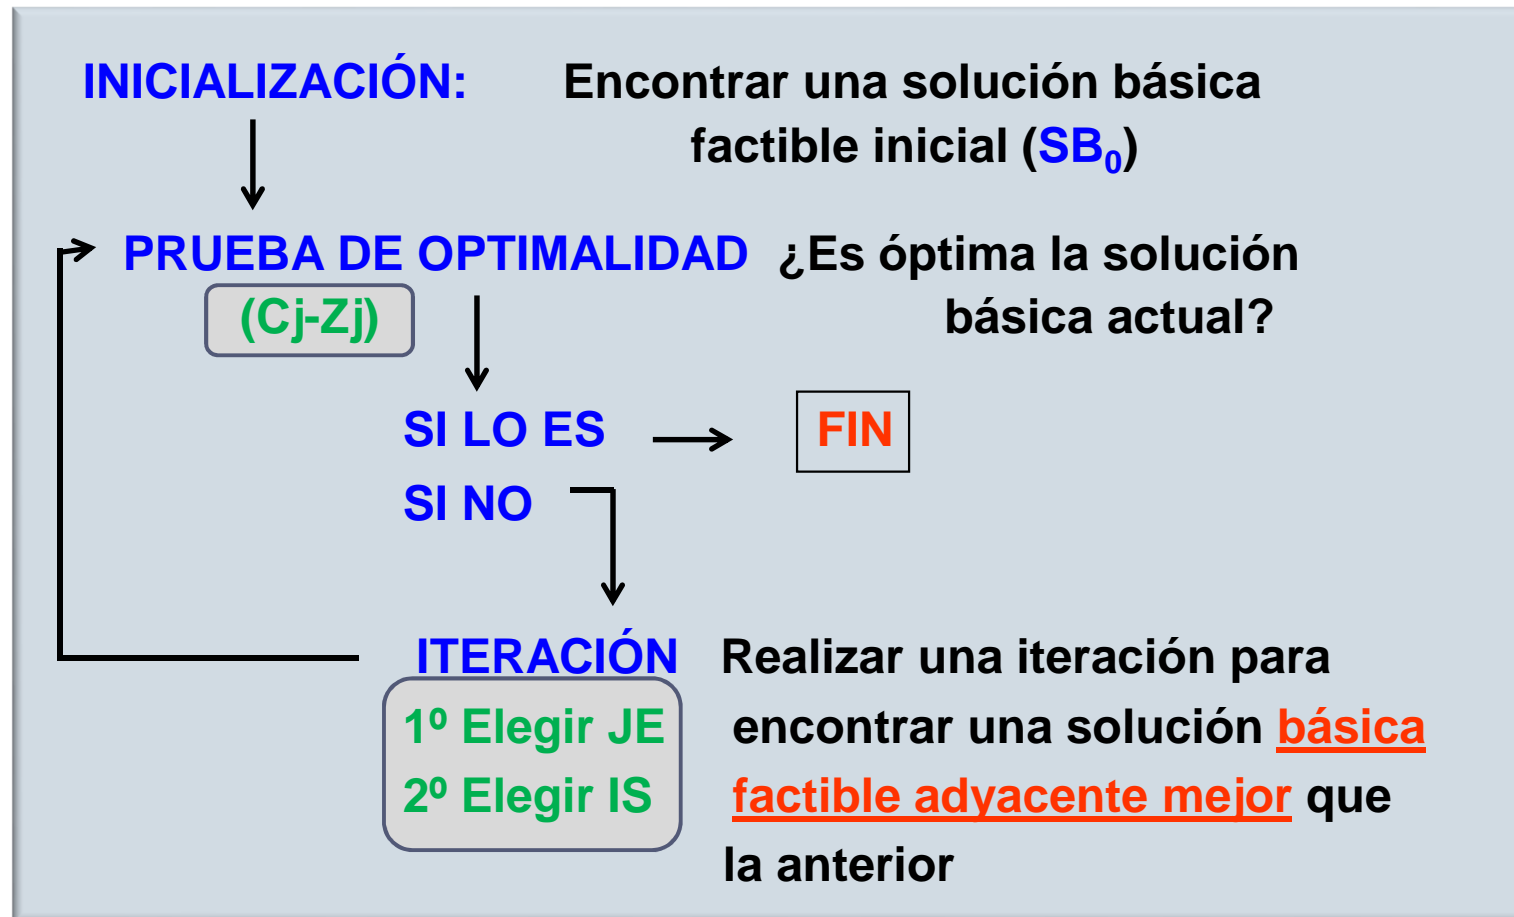 INICIALIZACIÓN: Encontrar una solución básica
factible inicial (SB₀)
PRUEBA DE OPTIMALIDAD ¿Es óptima la solución
(Cj-Zj) básica actual?
SI LO ES FIN
SI NO
ITERACIÓN Realizar una iteración para
1º Elegir JE encontrar una solución básica
2º Elegir IS factible adyacente mejor que
la anterior